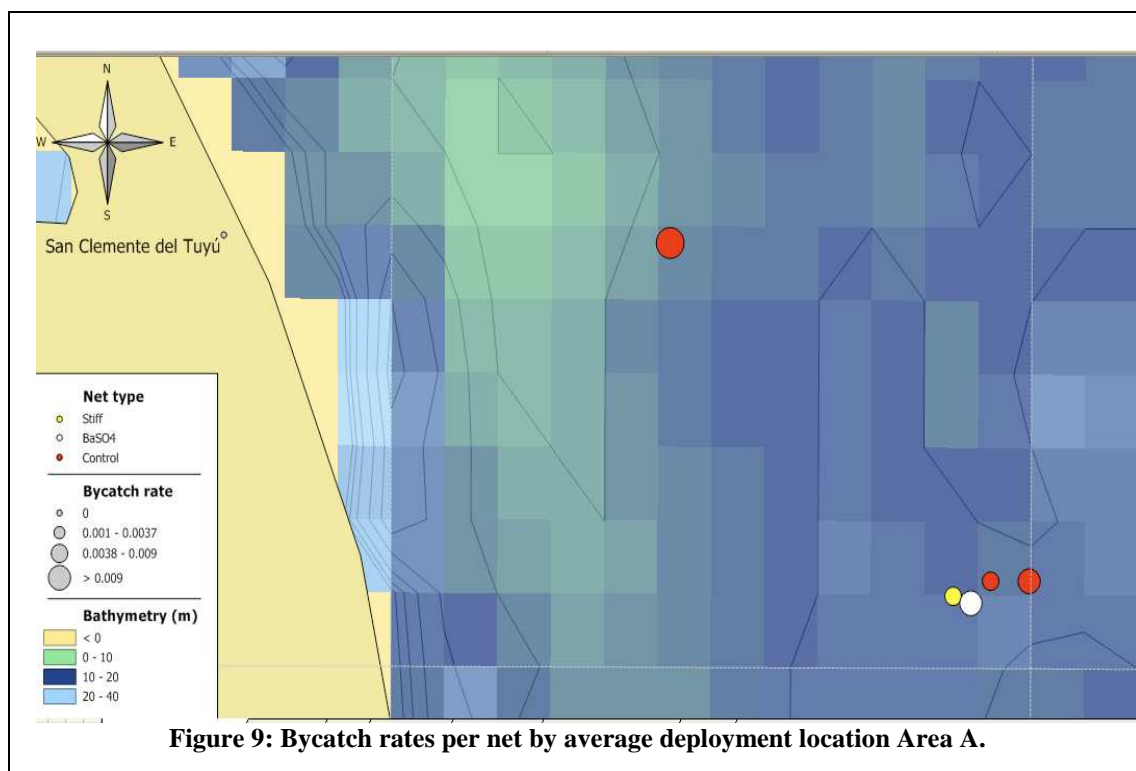 N
W
E
S
San Clemente del Tuyú
Net type
Stiff
BaSO4
Control
Bycatch rate
0
0.001 - 0.0037
0.0038 - 0.009
> 0.009
Bathymetry (m)
< 0
0 - 10
10 - 20
20 - 40
Figure 9: Bycatch rates per net by average deployment location Area A.